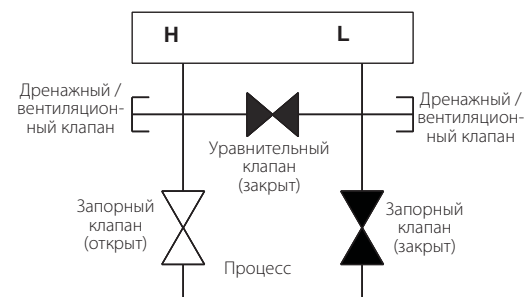 H
L
Дренажный /
вентиляцион-
ный клапан
Дренажный /
вентиляцион-
ный клапан
Уравнительный
клапан
(закрыт)
Запорный
клапан
(открыт)
Запорный
клапан
(закрыт)
Процесс